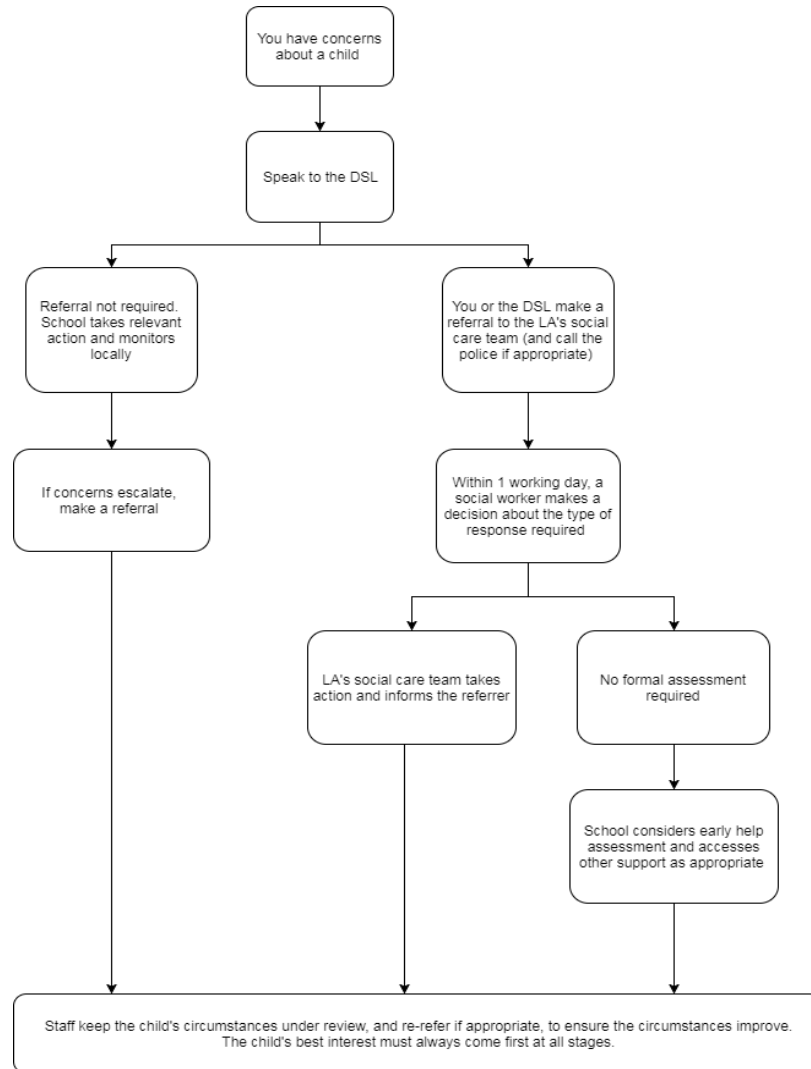 You have concerns
about a child
Speak to the DSL
Referral not required.
School takes relevant
action and monitors
locally
You or the DSL make a
referral to the LA's social
care team (and call the
police if appropriate)
If concerns escalate,
make a referral
Within 1 working day, a
social worker makes a
decision about the type of
response required
LA's social care team takes
action and informs the referrer
No formal assessment
required
School considers early help
assessment and accesses
other support as appropriate
Staff keep the child's circumstances under review, and re-refer if appropriate, to ensure the circumstances improve.
The child's best interest must always come first at all stages.